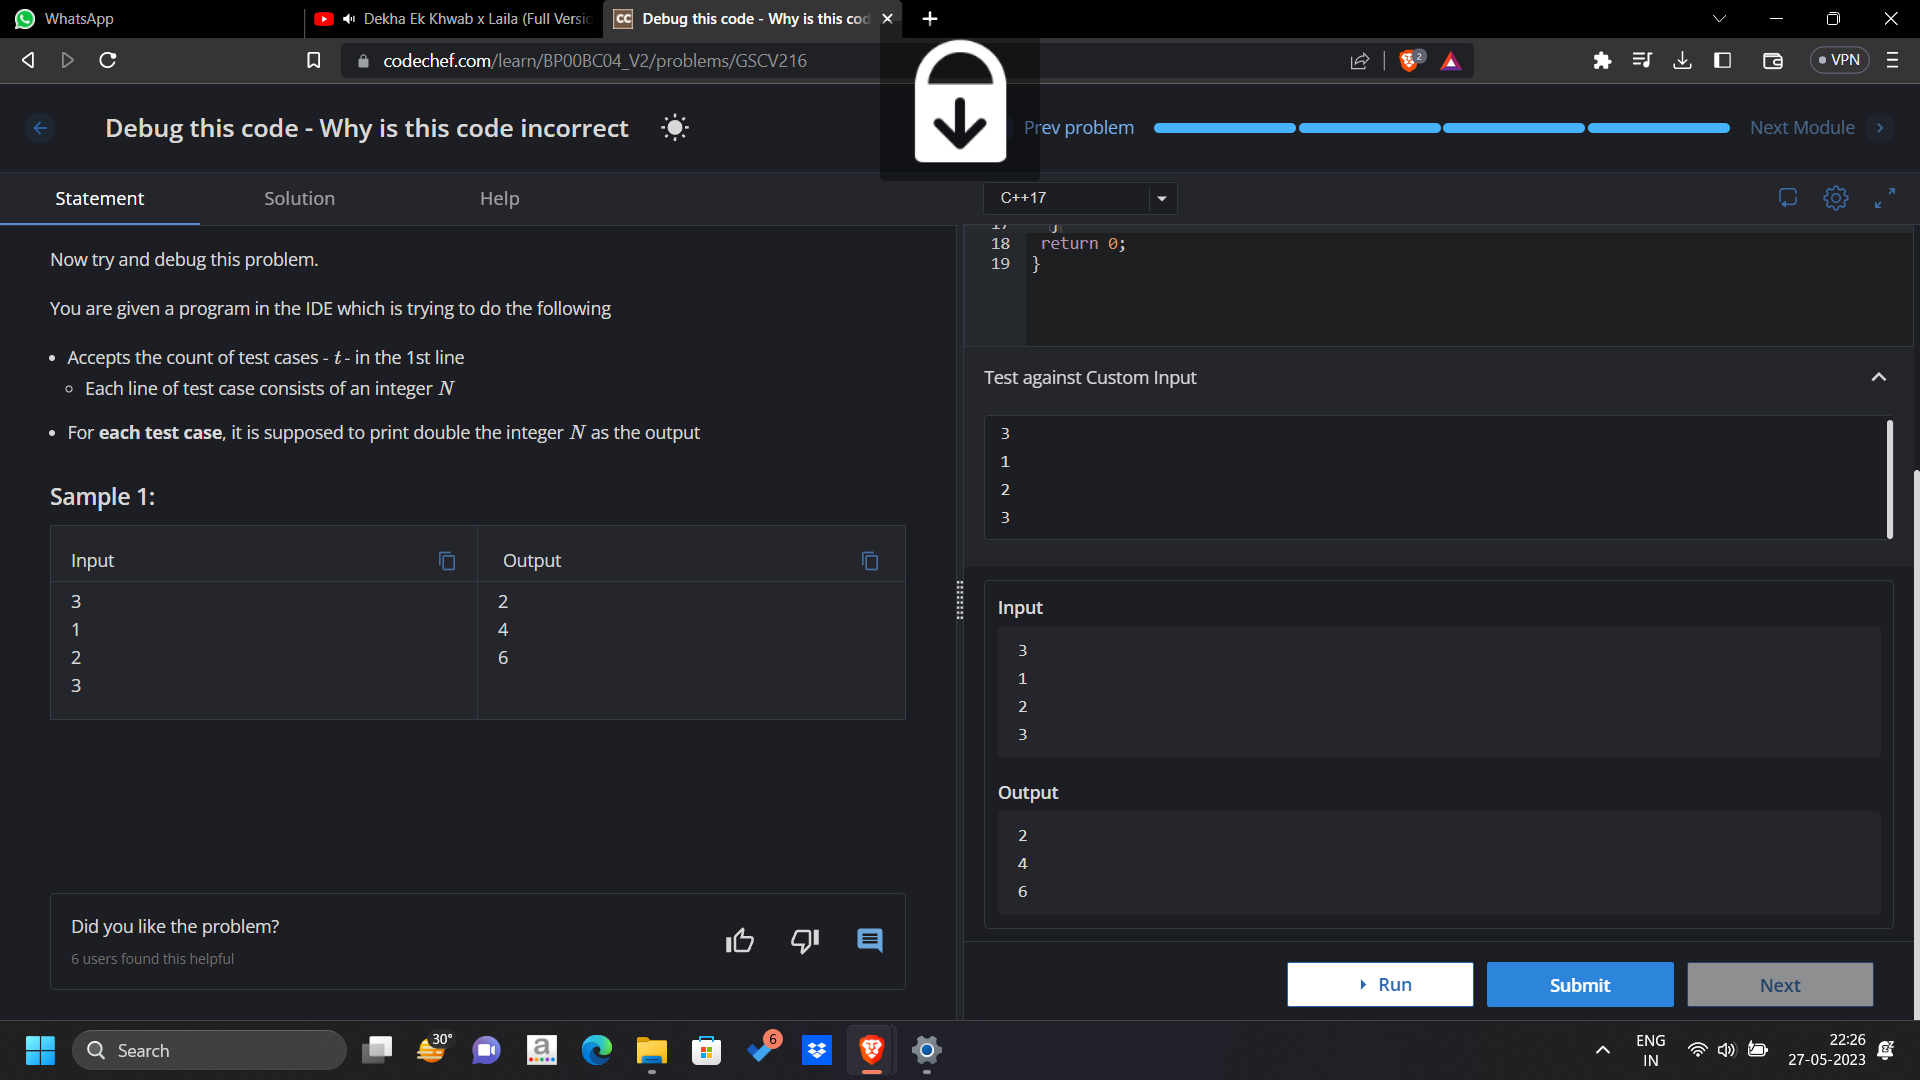 WhatsApp
Dekha Ek Khwab x Laila (Full Versio
Debug this code - Why is this cod
codechef.com/learn/BP00BC04_V2/problems/GSCV216
2
VPN
Debug this code - Why is this code incorrect
Prev problem
Next Module
Statement
Solution
Help
C++17
Now try and debug this problem.
You are given a program in the IDE which is trying to do the following
• Accepts the count of test cases - t - in the 1st line
Each line of test case consists of an integer N
• For each test case, it is supposed to print double the integer N as the output
Sample 1:
Input
Output
3
1
2
3
2
4
6
Did you like the problem?
6 users found this helpful
17 }
18 return 0;
19 }
Test against Custom Input
3
1
2
3
Input
3
1
2
3
Output
2
4
6
Run
Submit
Next
Search
30°
a
6
ENG
IN
22:26
27-05-2023